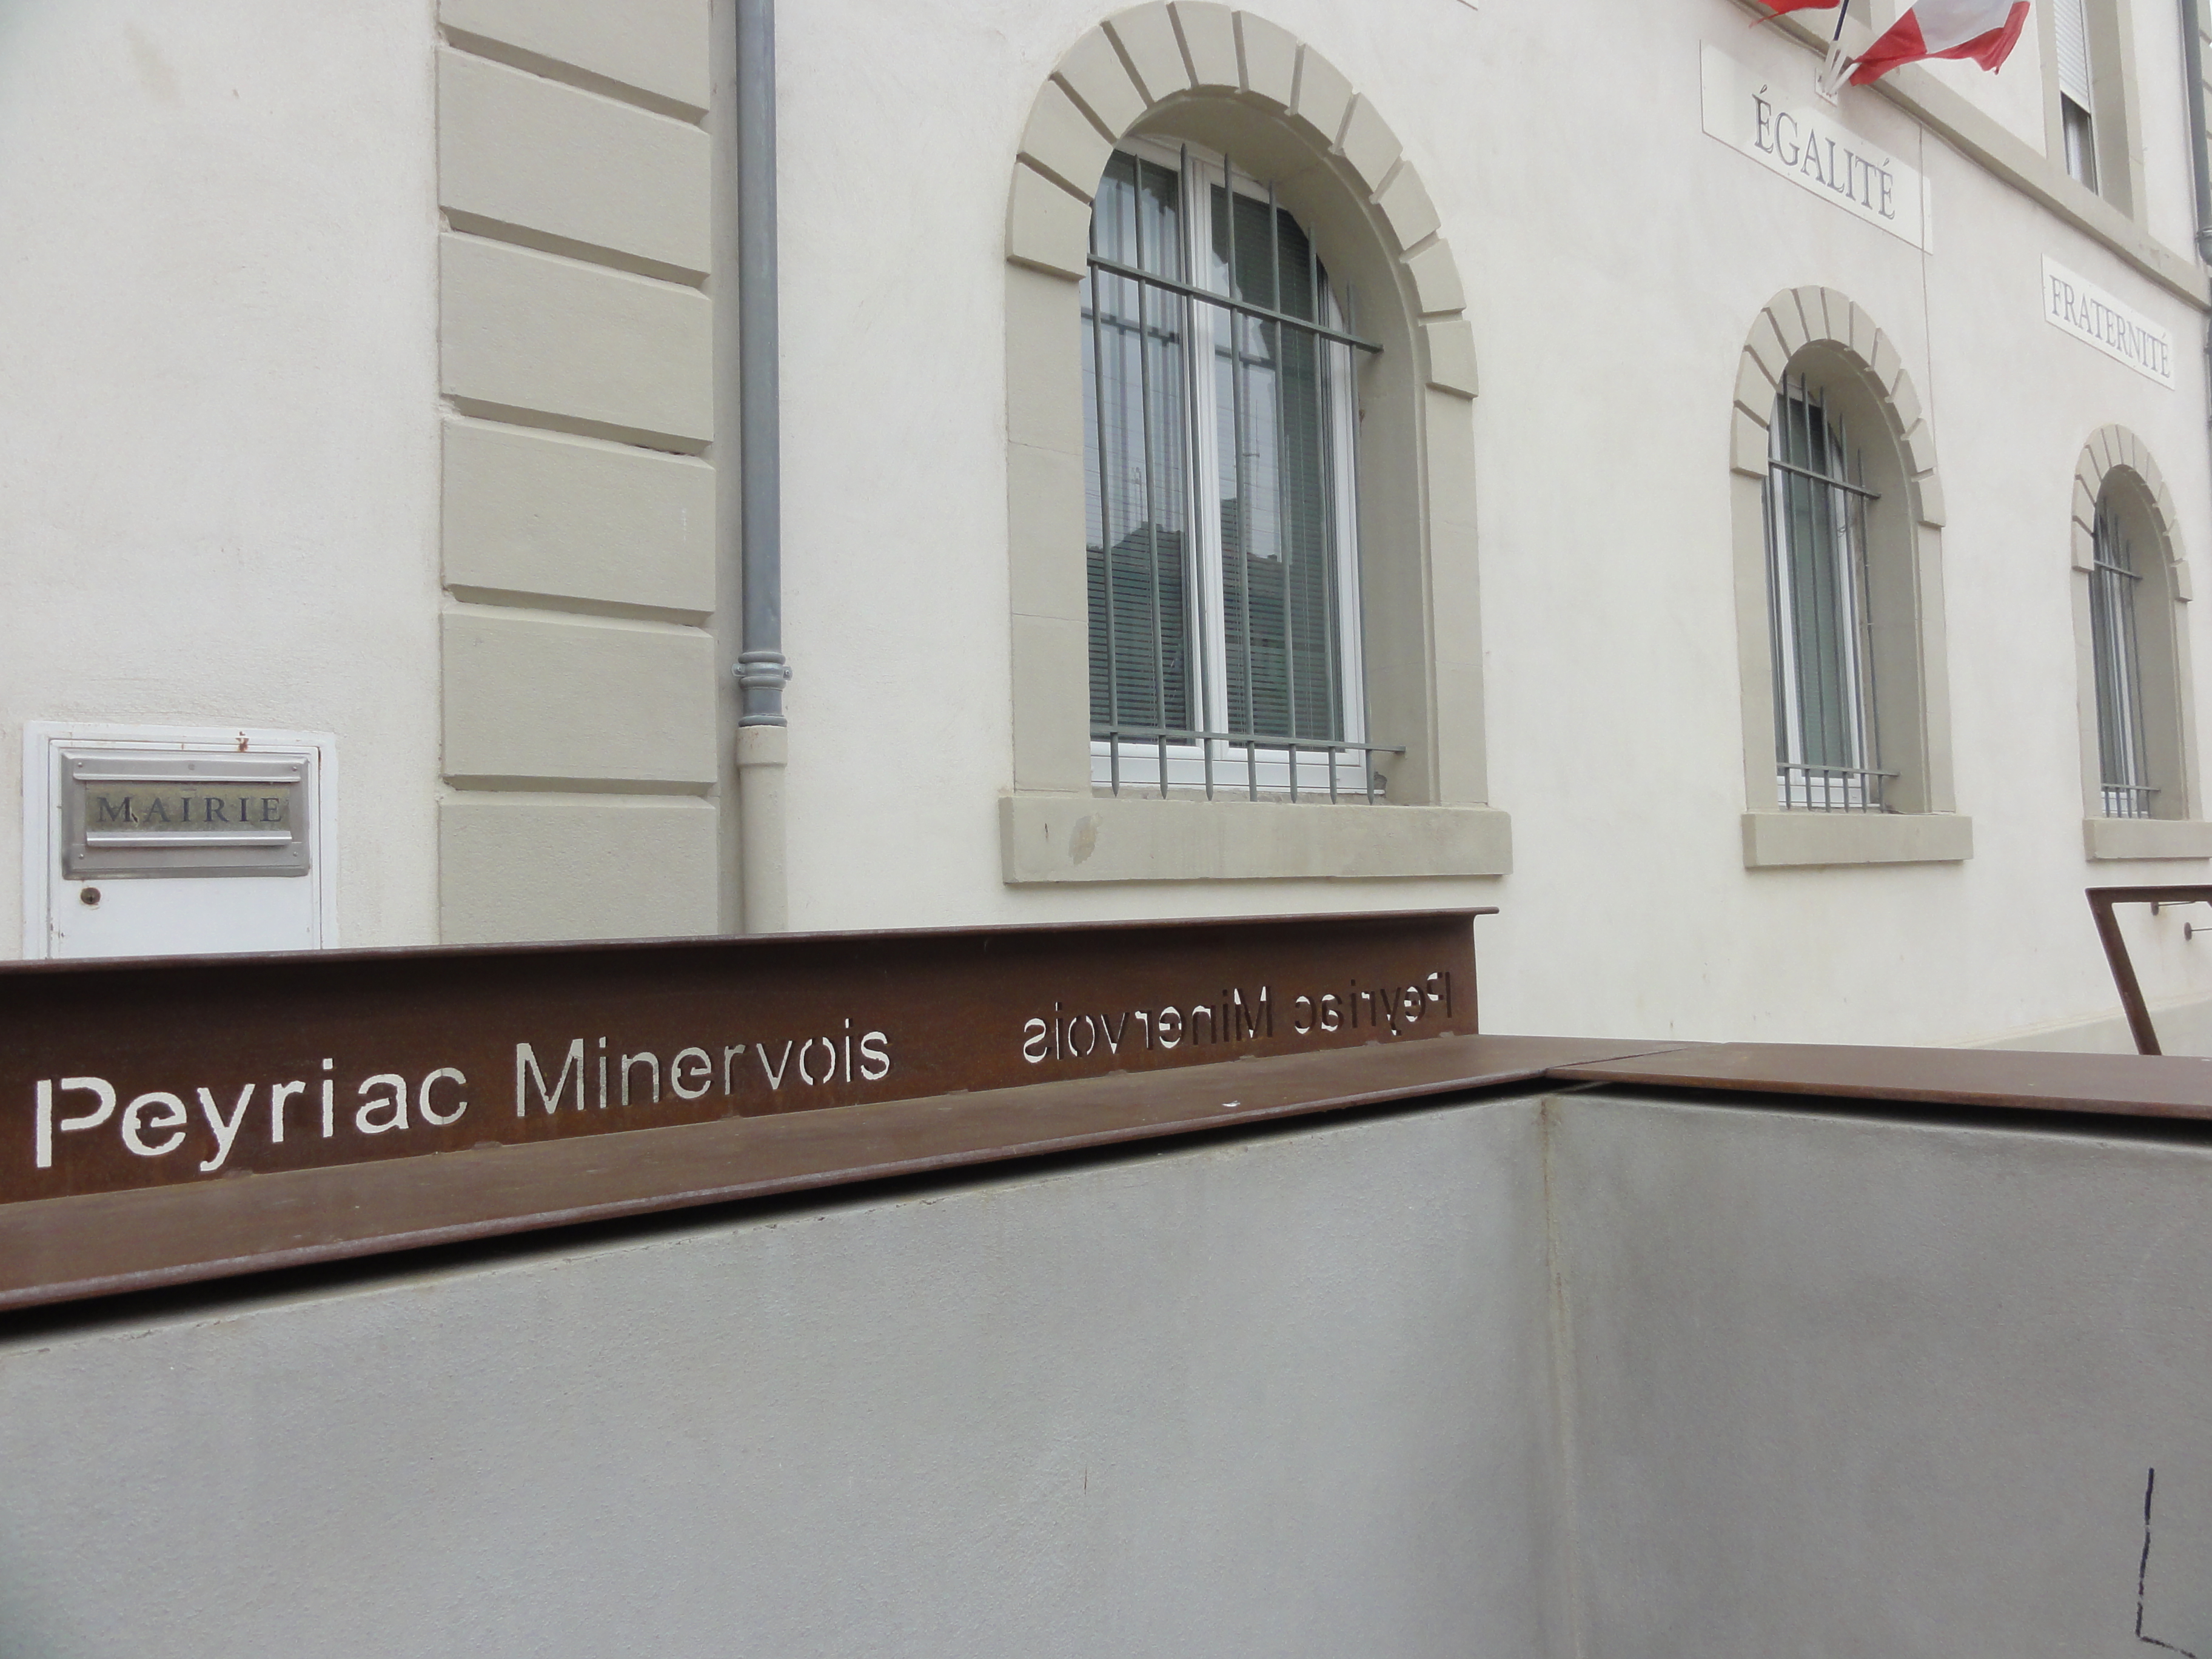 ÉGALITÉ
FRATERNITÉ
MAIRIE
Peyriac Minervois
Peyriac Minervois